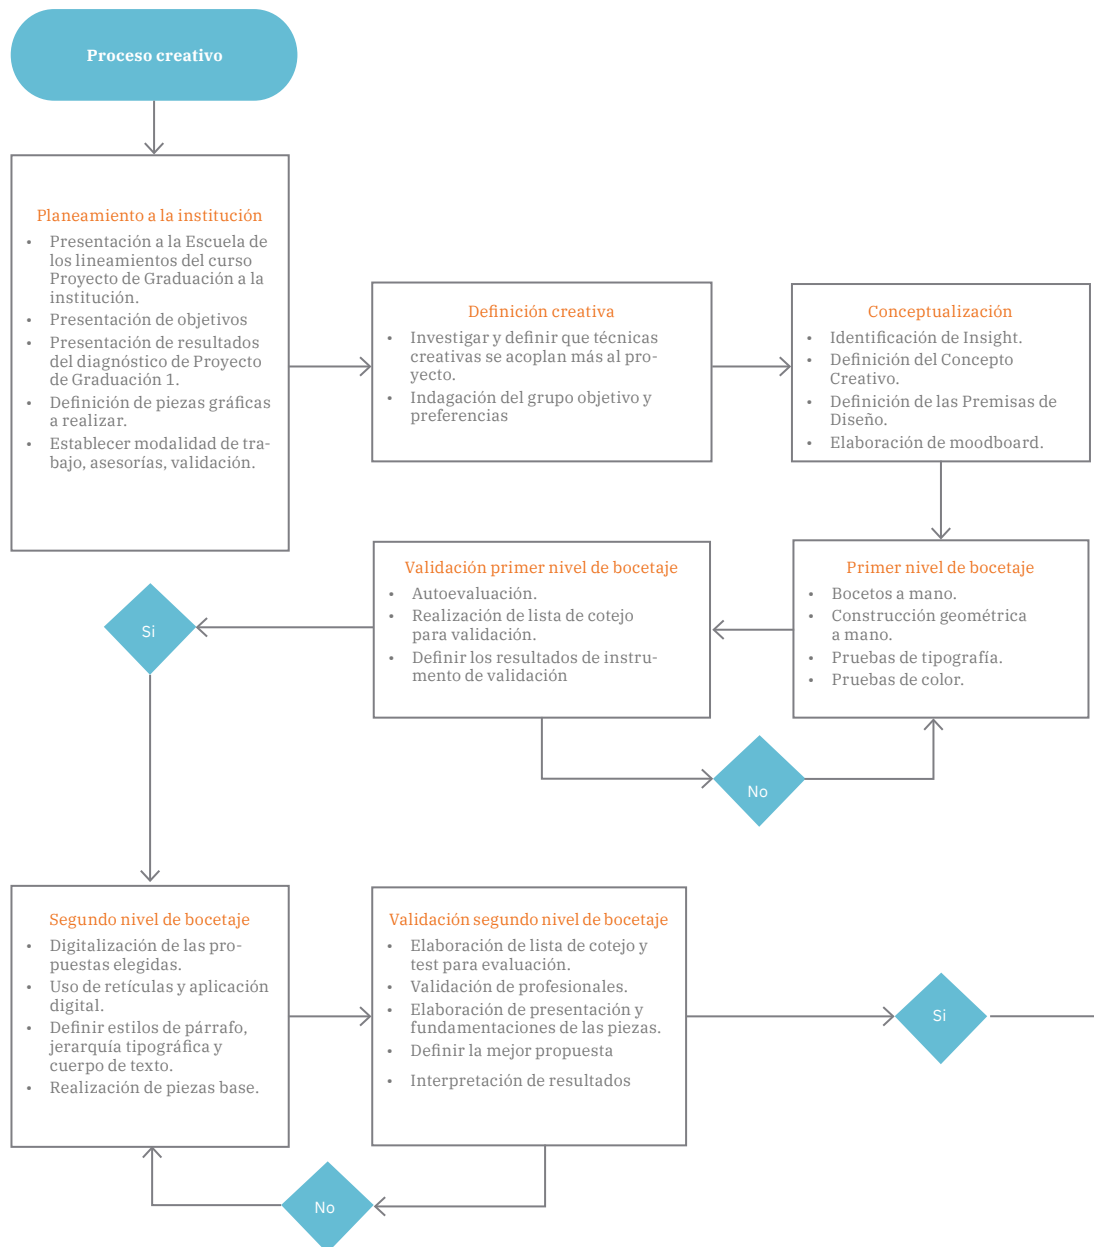 Proceso creativo
Planeamiento a la institución
• Presentación a la Escuela de
los lineamientos del curso
Proyecto de Graduación a la
institución.
• Presentación de objetivos
• Presentación de resultados
del diagnóstico de Proyecto
de Graduación 1.
• Definición de piezas gráficas
a realizar.
• Establecer modalidad de tra-
bajo, asesorías, validación.
Definición creativa
• Investigar y definir que técnicas
creativas se acoplan más al pro-
yecto.
• Indagación del grupo objetivo y
preferencias
Conceptualización
• Identificación de Insight.
• Definición del Concepto
Creativo.
• Definición de las Premisas de
Diseño.
• Elaboración de moodboard.
Primer nivel de bocetaje
• Bocetos a mano.
• Construcción geométrica
a mano.
• Pruebas de tipografía.
• Pruebas de color.
Validación primer nivel de bocetaje
• Autoevaluación.
• Realización de lista de cotejo
para validación.
• Definir los resultados de instru-
mento de validación
Si
No
Segundo nivel de bocetaje
• Digitalización de las pro-
puestas elegidas.
• Uso de retículas y aplicación
digital.
• Definir estilos de párrafo,
jerarquía tipográfica y
cuerpo de texto.
• Realización de piezas base.
Validación segundo nivel de bocetaje
• Elaboración de lista de cotejo y
test para evaluación.
• Validación de profesionales.
• Elaboración de presentación y
fundamentaciones de las piezas.
• Definir la mejor propuesta
• Interpretación de resultados
Si
No